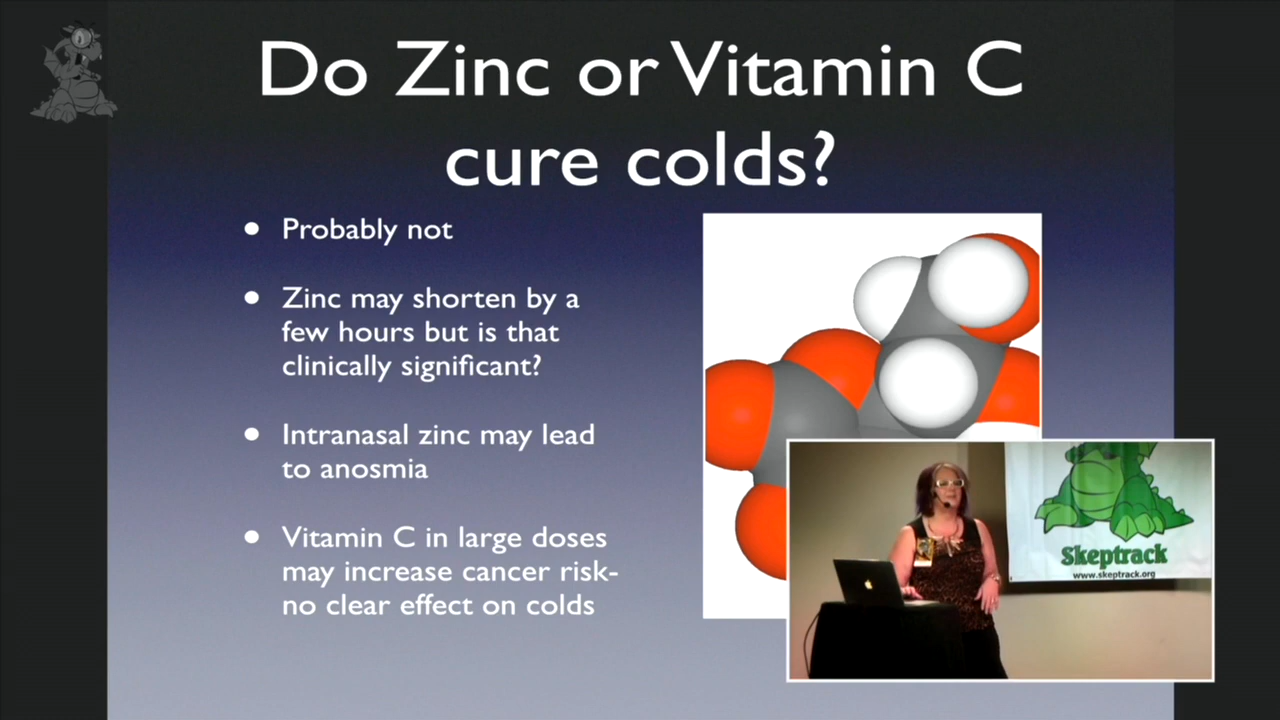 Do Zinc or Vitamin C
cure colds?
• Probably not
• Zinc may shorten by a
few hours but is that
clinically significant?
• Intranasal zinc may lead
to anosmia
• Vitamin C in large doses
may increase cancer risk-
no clear effect on colds
Skeptrack
www.skeptrack.org